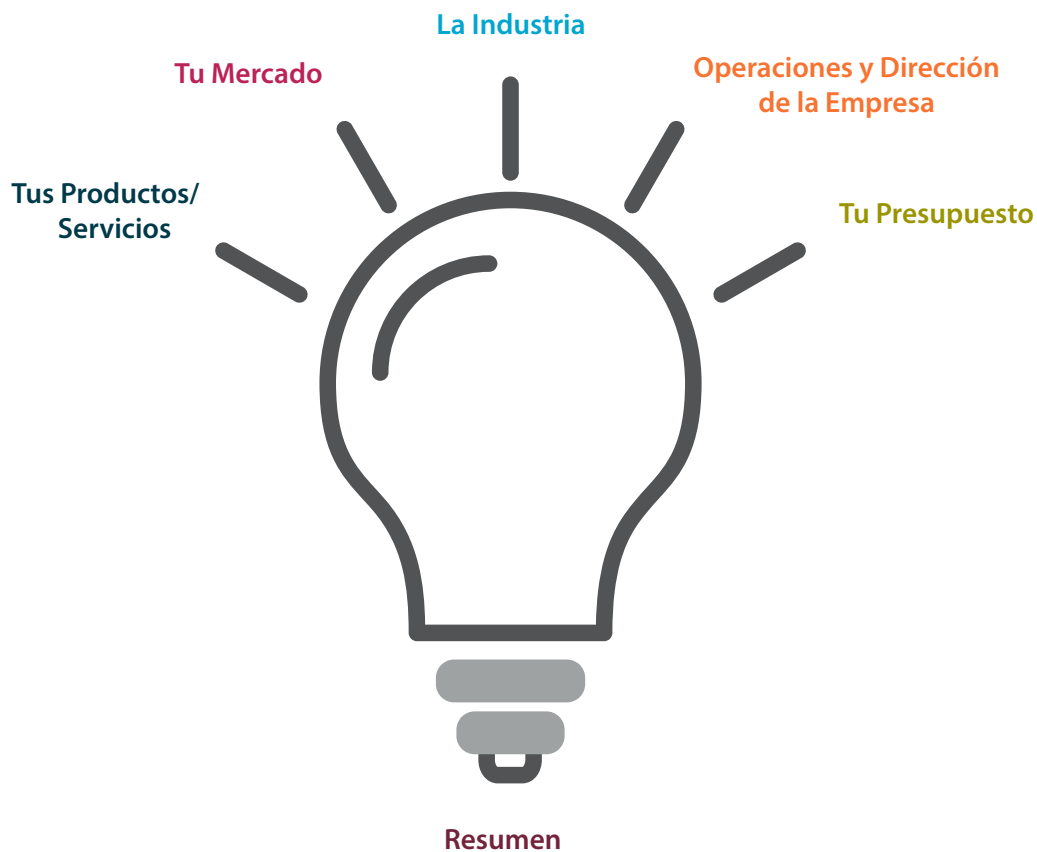 La Industria
Tu Mercado
Operaciones y Dirección
de la Empresa
Tus Productos/
Servicios
Tu Presupuesto
Resumen